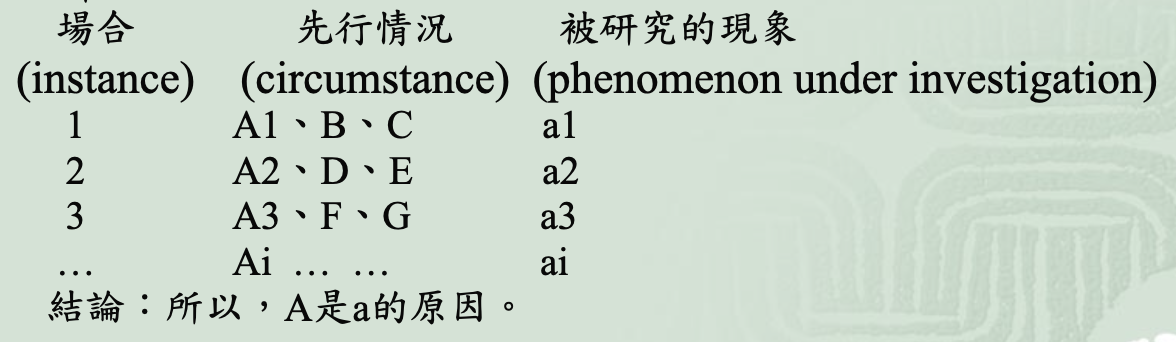 場合 先行情況 被研究的現象
(instance) (circumstance) (phenomenon under investigation)
1 A1、B、C a1
2 A2、D、E a2
3 A3、F、G a3
… Ai … … ai
結論：所以，A是a的原因。